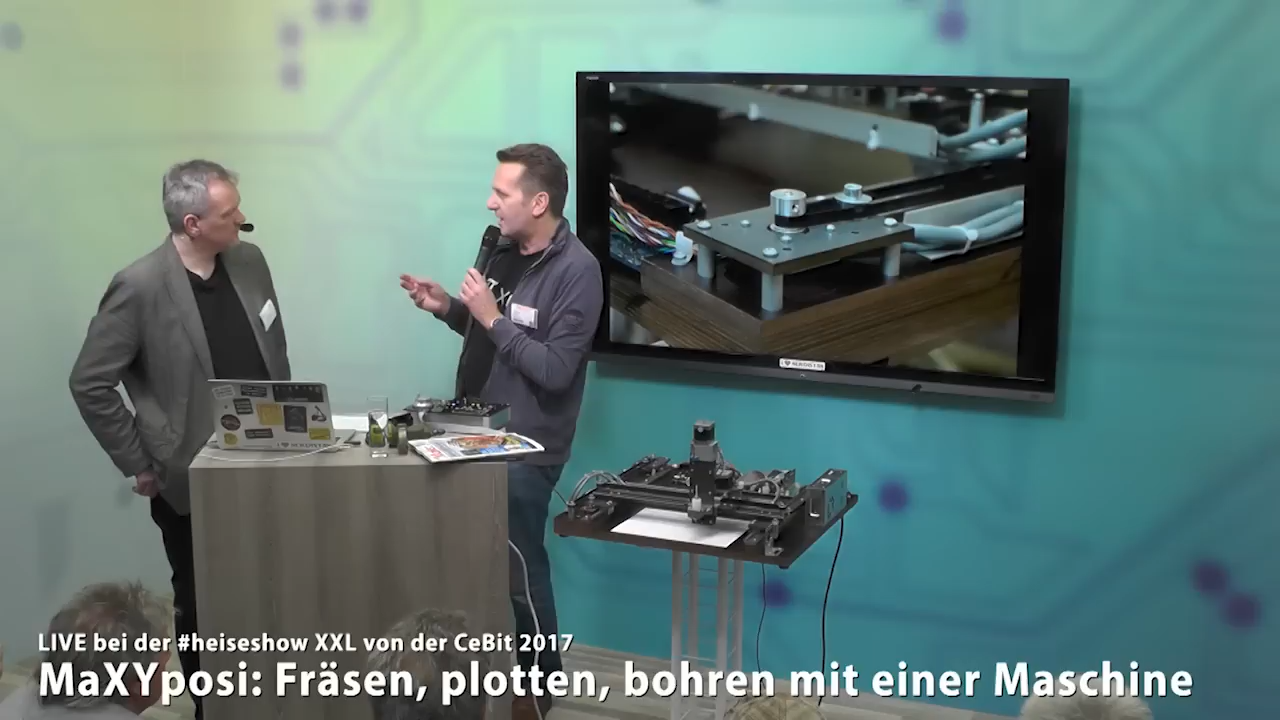 LIVE bei der #heiseshow XXL von der CeBit 2017
MaXYposi: Fräsen, plotten, bohren mit einer Maschine